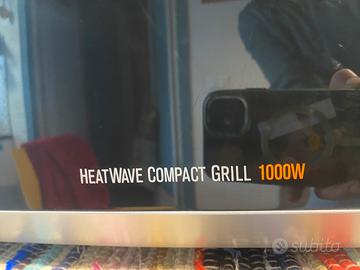 HEATWAVE COMPACT GRILL 1000W
subito